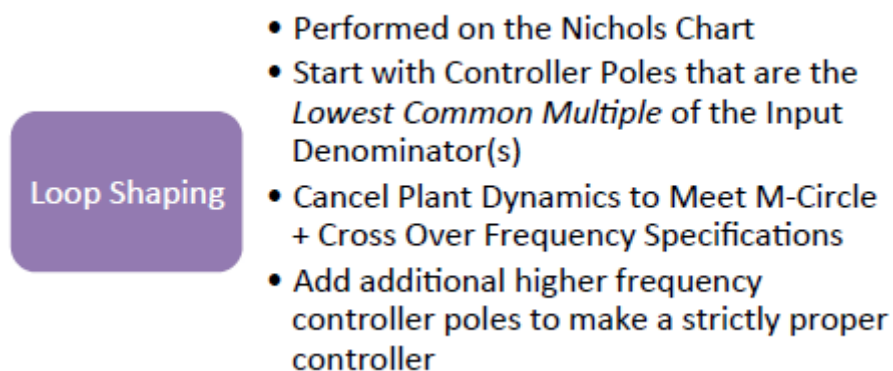 Loop Shaping
• Performed on the Nichols Chart
• Start with Controller Poles that are the
Lowest Common Multiple of the Input
Denominator(s)
• Cancel Plant Dynamics to Meet M-Circle
+ Cross Over Frequency Specifications
• Add additional higher frequency
controller poles to make a strictly proper
controller